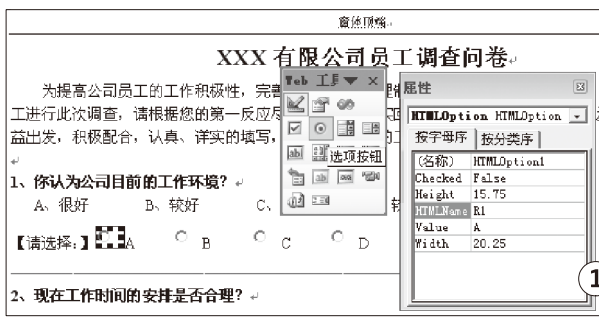 窗体顶端
XXX 有限公司员工调查问卷
为提高公司员工的工作积极性，完善
工进行此次调查，请根据您的第一反应尽
益出发，积极配合，认真、详实的填写，
1、你认为公司目前的工作环境？
A、很好 B、较好 C、 较
【请选择：】 A B C D
2、现在工作时间的安排是否合理？
Web 工具
选项按钮
属性
HTMLOption HTMLOption
按字母序 按分类序
(名称) HTMLOption1
Checked False
Height 15.75
HTMLName R1
Value A
Width 20.25
1